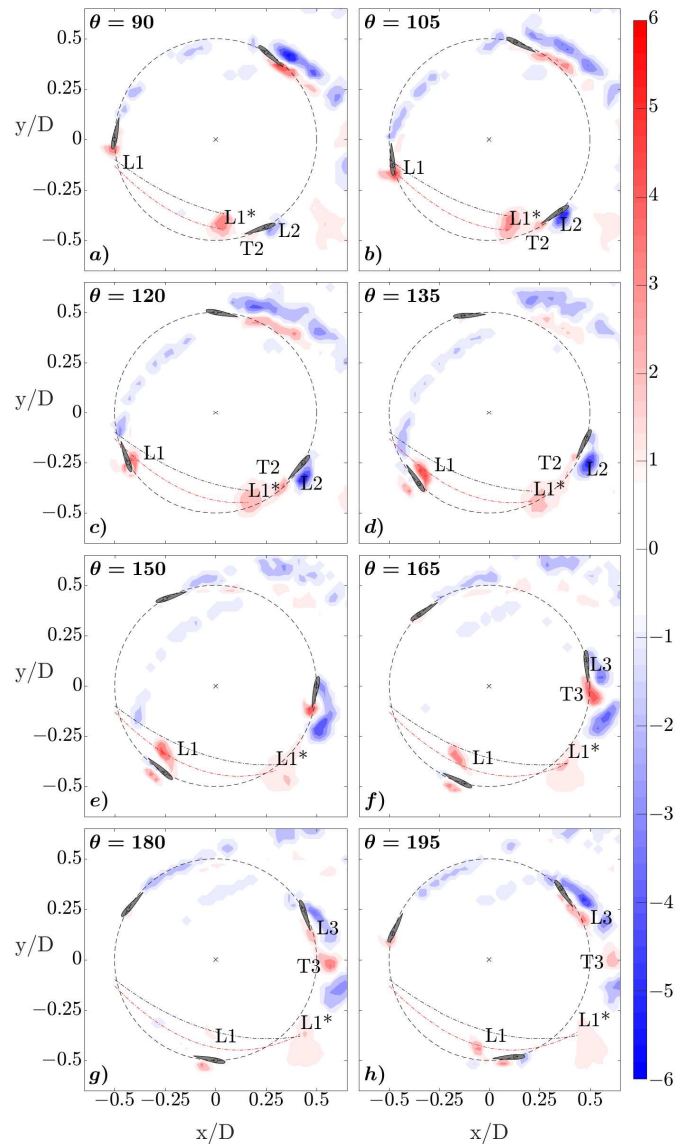 θ = 90
θ = 105
0.5
0.25
y/D
0
−0.25
−0.5
L1
L1*
T2
L2
a)
L1
L1*
T2
L2
b)
θ = 120
θ = 135
0.5
0.25
y/D
0
−0.25
−0.5
L1
T2
L1*
L2
c)
L1
T2
L1*
L2
d)
θ = 150
θ = 165
0.5
0.25
y/D
0
−0.25
−0.5
L1
L1*
e)
L3
T3
L1
L1*
f)
θ = 180
θ = 195
0.5
0.25
y/D
0
−0.25
−0.5
L3
T3
L1
L1*
g)
L3
T3
L1
L1*
h)
−0.5 −0.25 0 0.25 0.5
−0.5 −0.25 0 0.25 0.5
x/D
x/D
6
5
4
3
2
1
0
−1
−2
−3
−4
−5
−6